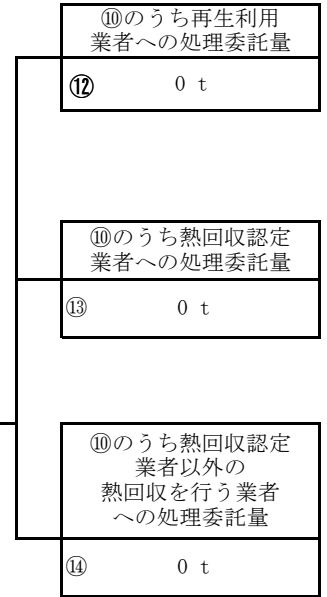 ⑩のうち再生利用
業者への処理委託量
⑫ 0 t
⑩のうち熱回収認定
業者への処理委託量
⑬ 0 t
⑩のうち熱回収認定
業者以外の
熱回収を行う業者
への処理委託量
⑭ 0 t